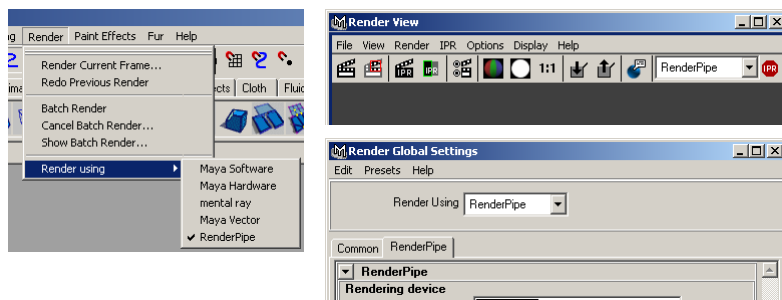 Render Paint Effects Fur Help
Render Current Frame...
Redo Previous Render
Batch Render
Cancel Batch Render...
Show Batch Render...
Render using
Maya Software
Maya Hardware
mental ray
Maya Vector
RenderPipe
ects Cloth Fluid
Render View
File View Render IPR Options Display Help
IPR IPR 1:1 RenderPipe IPR
Render Global Settings
Edit Presets Help
Render Using RenderPipe
Common RenderPipe
RenderPipe
Rendering device